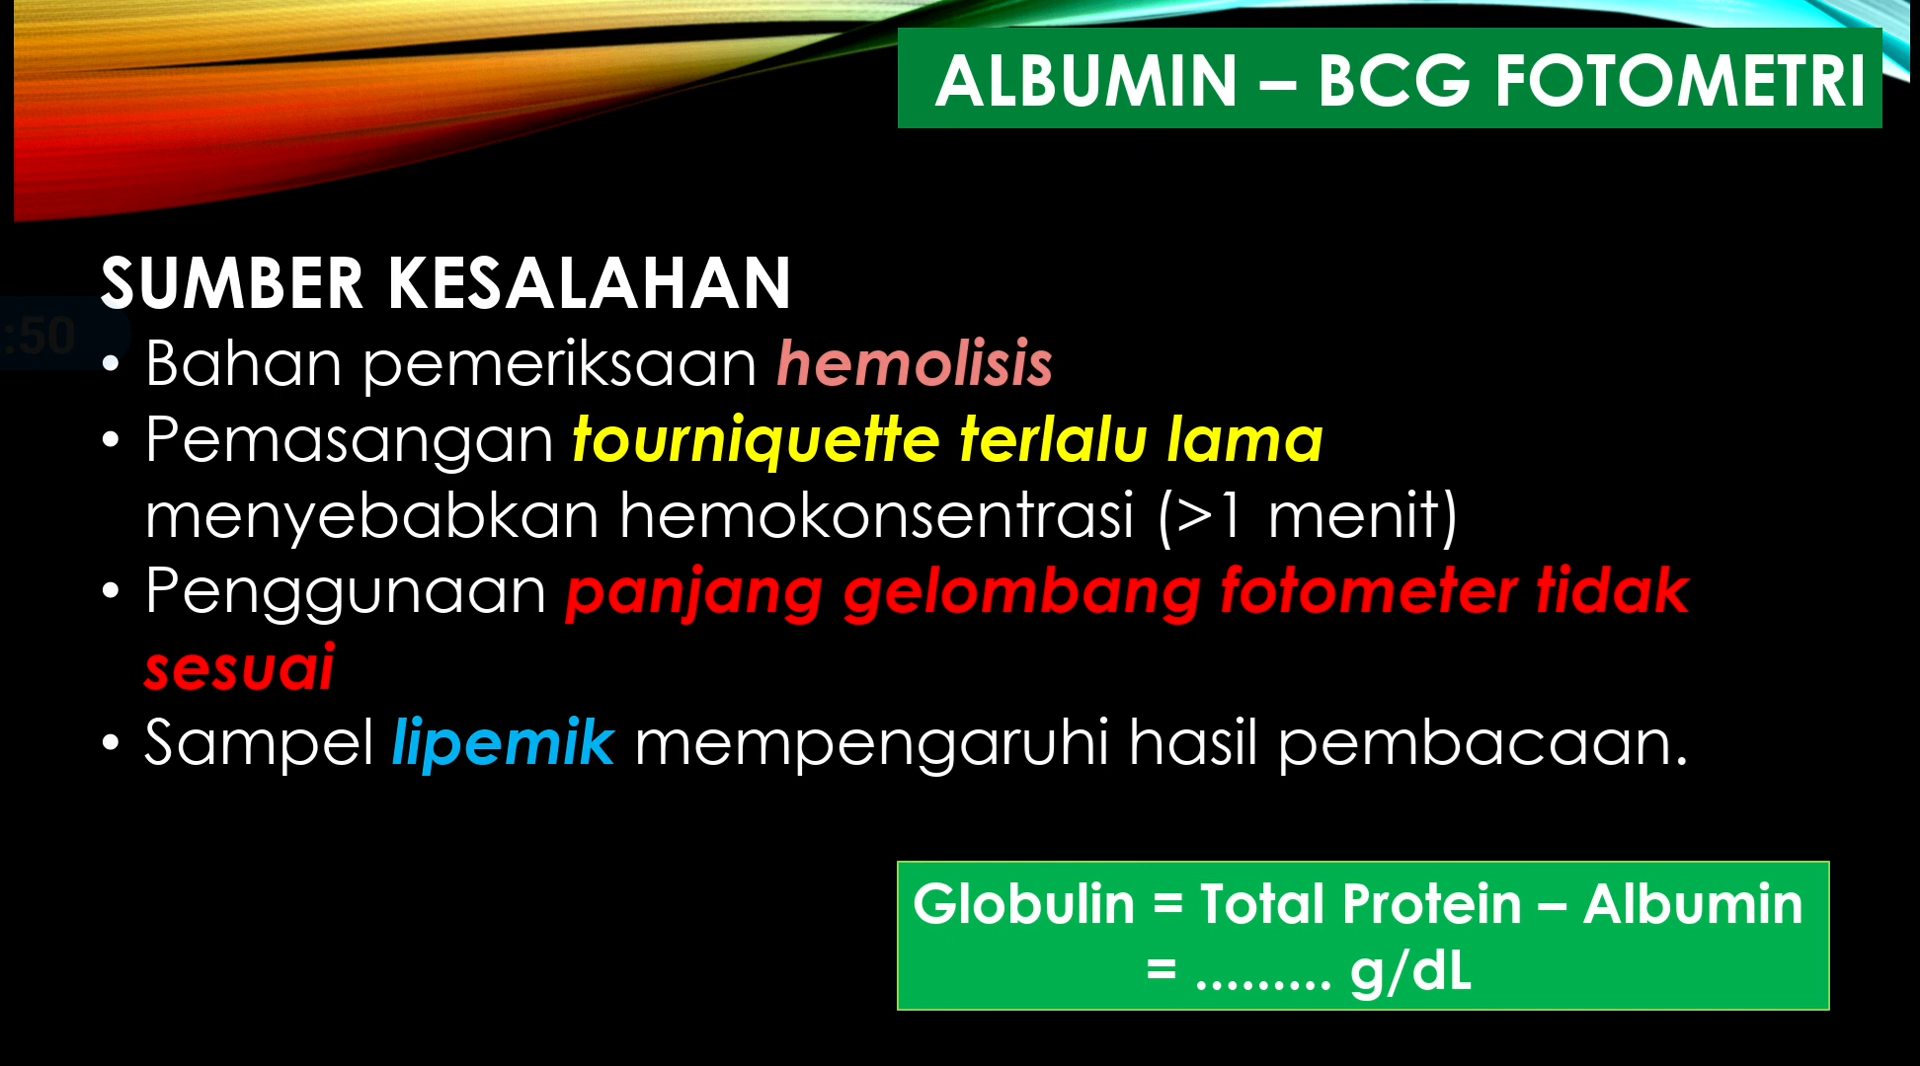 ALBUMIN – BCG FOTOMETRI
SUMBER KESALAHAN
:50
• Bahan pemeriksaan hemolisis
• Pemasangan tourniquette terlalu lama
menyebabkan hemokonsentrasi (>1 menit)
• Penggunaan panjang gelombang fotometer tidak
sesuai
• Sampel lipemik mempengaruhi hasil pembacaan.
Globulin = Total Protein – Albumin
= ......... g/dL